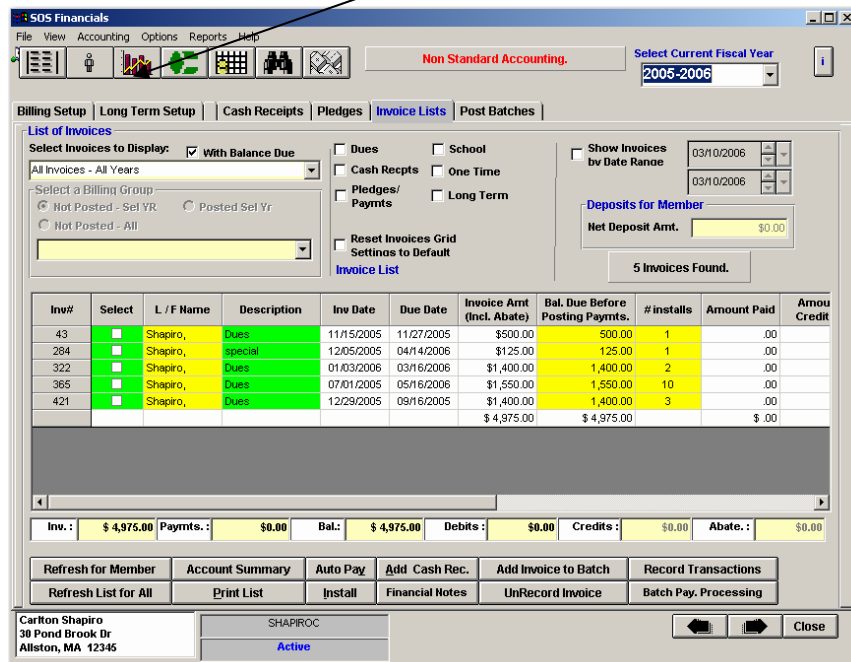 SOS Financials
File View Accounting Options Reports Help
Non Standard Accounting.
Select Current Fiscal Year
2005-2006
i
Billing Setup Long Term Setup Cash Receipts Pledges Invoice Lists Post Batches
List of Invoices
Select Invoices to Display: With Balance Due
All Invoices - All Years
Select a Billing Group
Not Posted - Sel YR Posted Sel Yr
Not Posted - All
Dues School
Cash Recpts One Time
Pledges/
Paymts Long Term
Reset Invoices Grid
Settings to Default
Invoice List
Show Invoices
by Date Range
03/10/2006
03/10/2006
Deposits for Member
Net Deposit Amt. $0.00
5 Invoices Found.
Inv# Select L / F Name Description Inv Date Due Date Invoice Amt (Incl. Abate) Bal. Due Before Posting Paymts. # installs Amount Paid Amou Credit
43 Shapiro, Dues 11/15/2005 11/27/2005 $500.00 500.00 1 .00
284 Shapiro, special 12/05/2005 04/14/2006 $125.00 125.00 1 .00
322 Shapiro, Dues 01/03/2006 03/16/2006 $1,400.00 1,400.00 2 .00
365 Shapiro, Dues 07/01/2005 05/16/2006 $1,550.00 1,550.00 10 .00
421 Shapiro, Dues 12/29/2005 09/16/2005 $1,400.00 1,400.00 3 .00
$ 4,975.00 $ 4,975.00 $ .00
Inv. : $ 4,975.00 Paymts. : $0.00 Bal.: $ 4,975.00 Debits : $0.00 Credits : $0.00 Abate. : $0.00
Refresh for Member Account Summary Auto Pay Add Cash Rec. Add Invoice to Batch Record Transactions
Refresh List for All Print List Install Financial Notes UnRecord Invoice Batch Pay. Processing
Carlton Shapiro
30 Pond Brook Dr
Allston, MA 12345
SHAPIROC
Active
Close